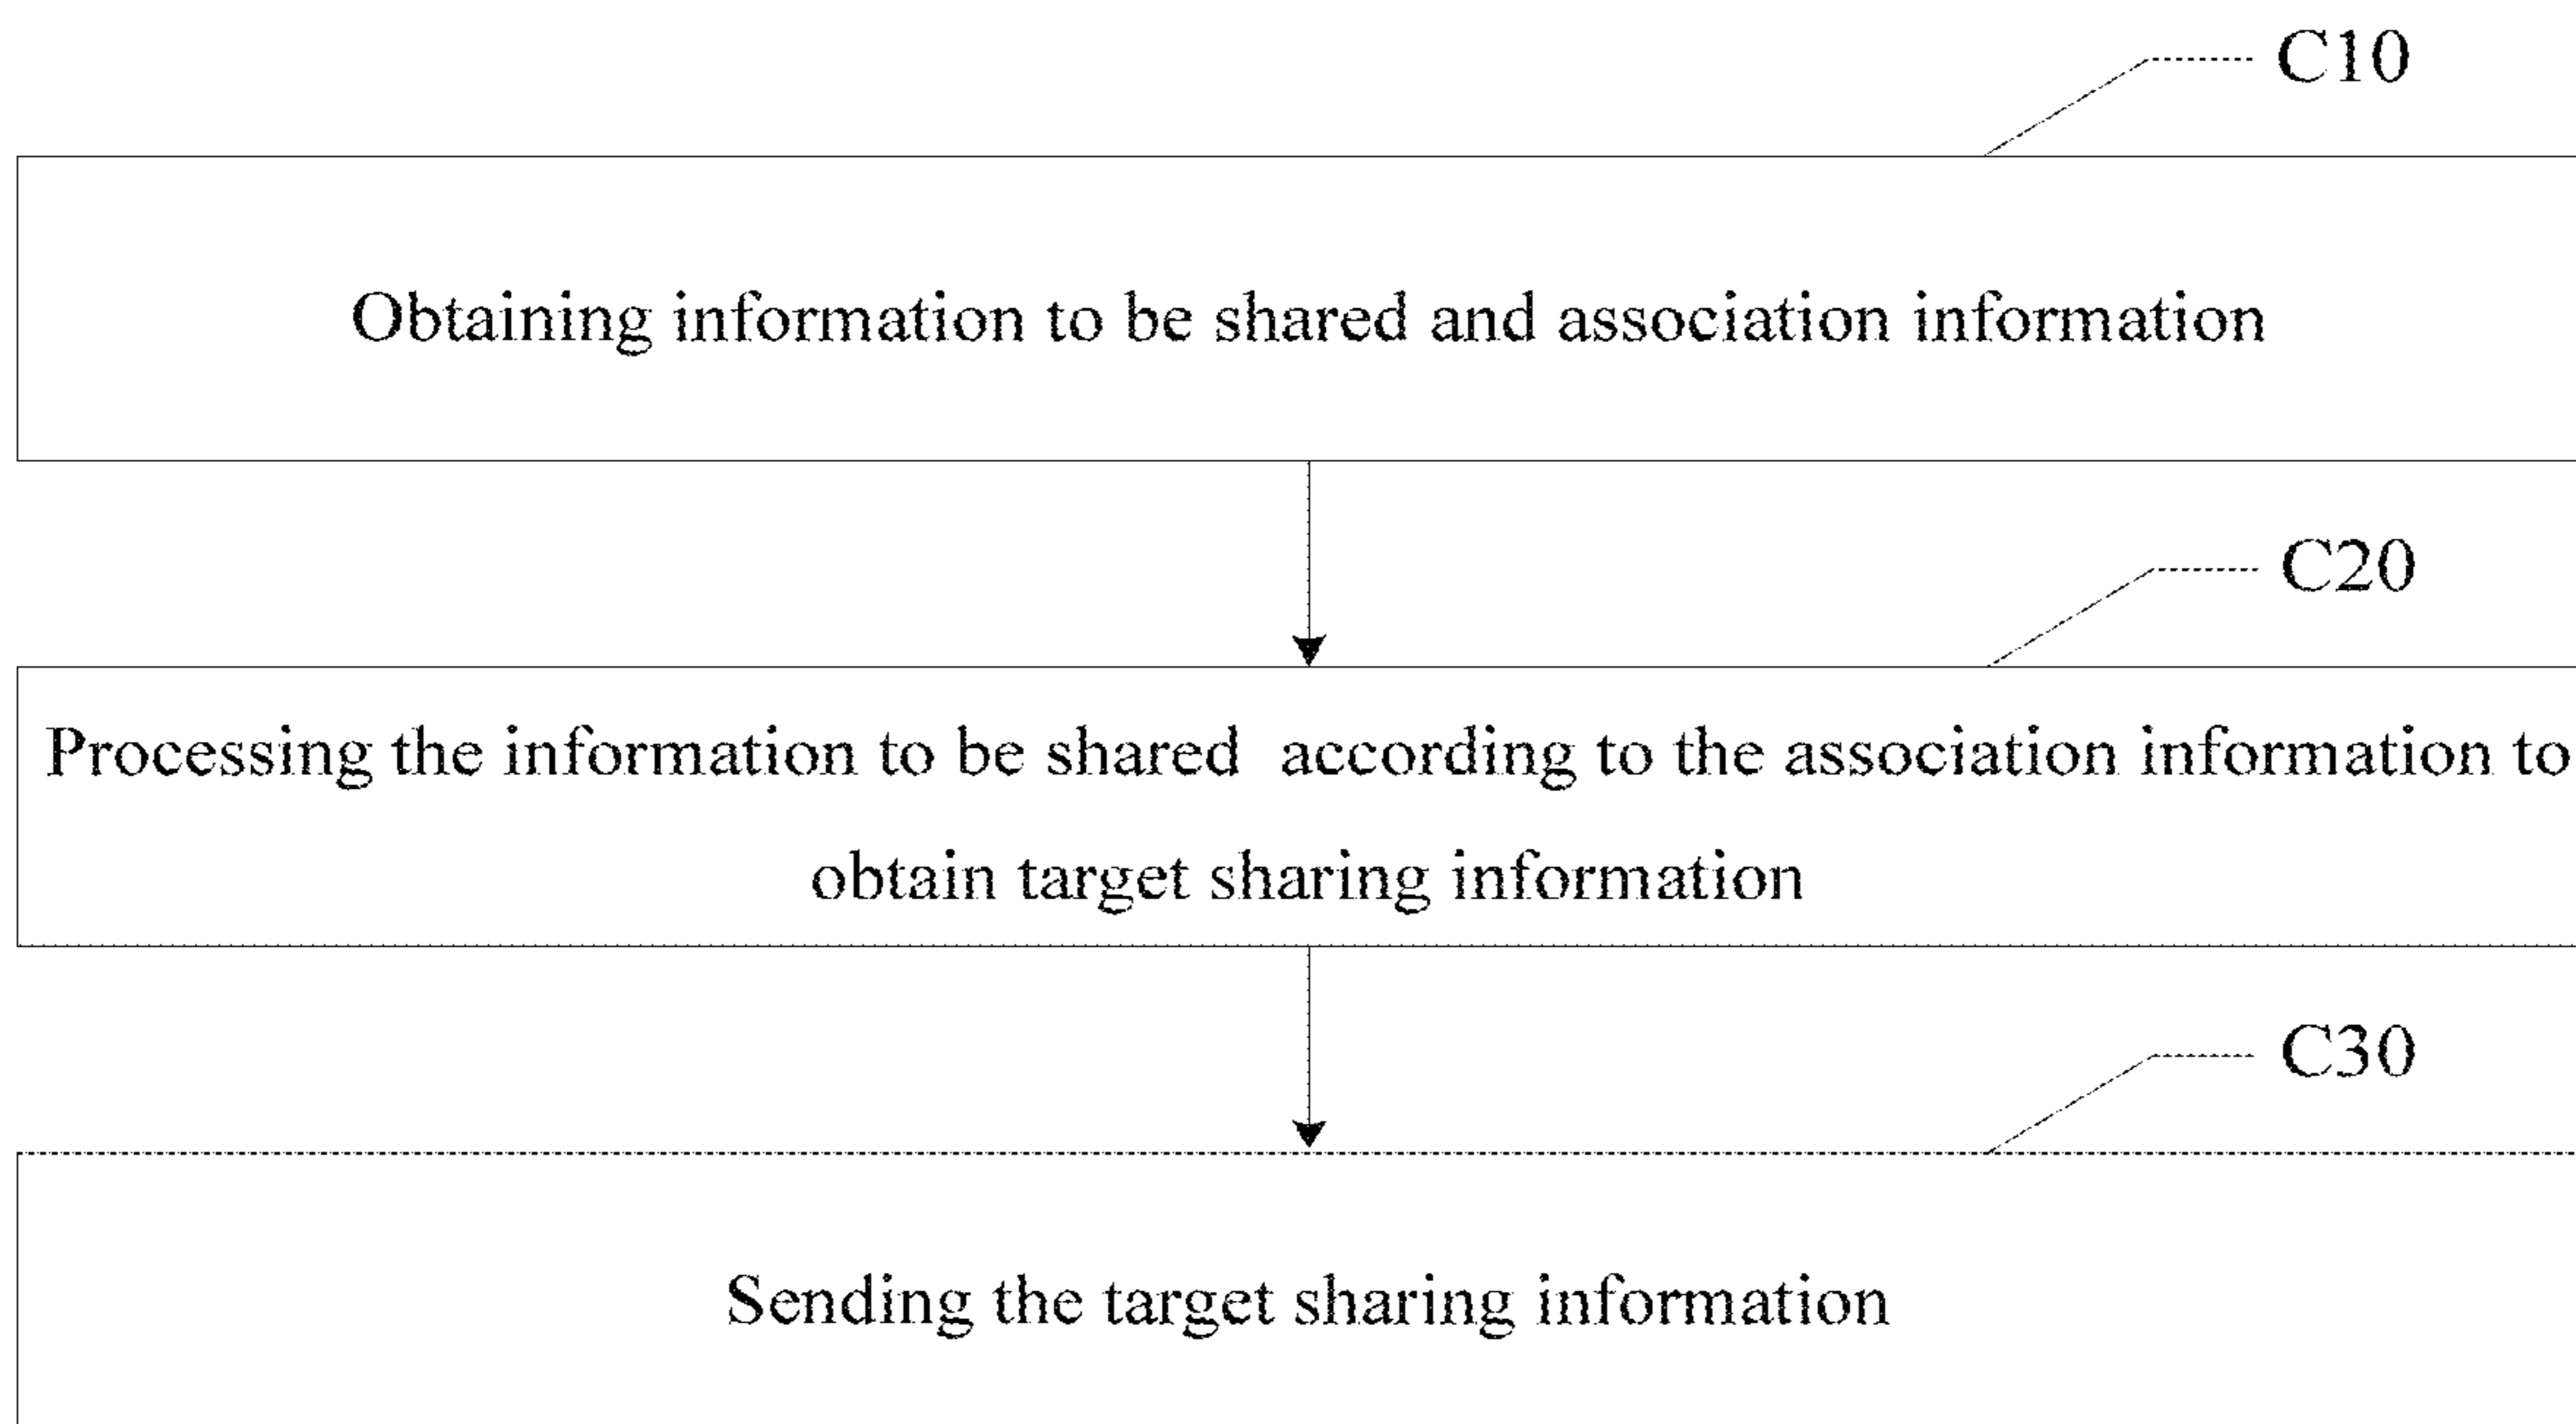 C10
Obtaining information to be shared and association information
C20
Processing the information to be shared according to the association information to
obtain target sharing information
C30
Sending the target sharing information